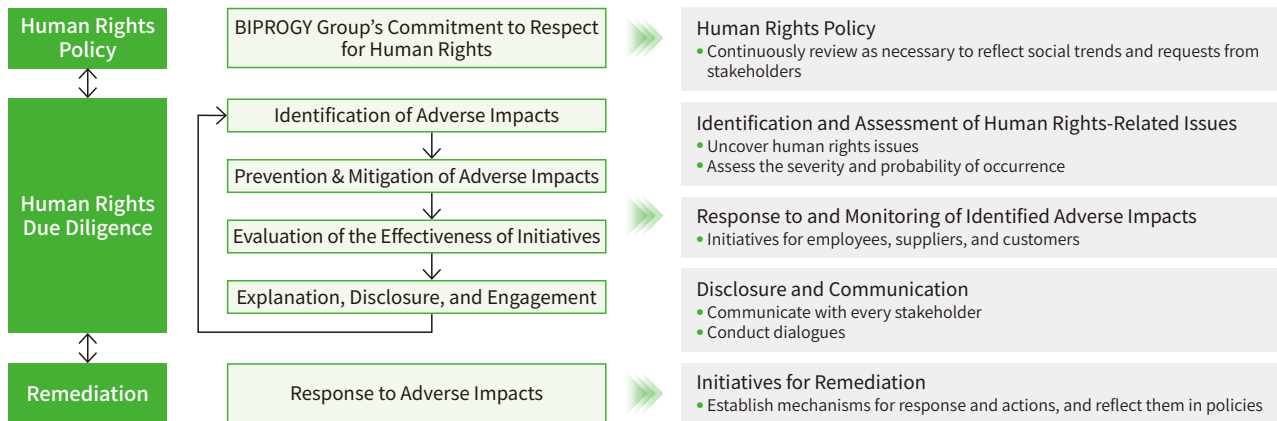 Human Rights
Policy
BIPROGY Group's Commitment to Respect
for Human Rights
Human Rights Policy
• Continuously review as necessary to reflect social trends and requests from
stakeholders
Human Rights
Due Diligence
Identification of Adverse Impacts
Prevention & Mitigation of Adverse Impacts
Evaluation of the Effectiveness of Initiatives
Explanation, Disclosure, and Engagement
Identification and Assessment of Human Rights-Related Issues
• Uncover human rights issues
• Assess the severity and probability of occurrence
Response to and Monitoring of Identified Adverse Impacts
• Initiatives for employees, suppliers, and customers
Disclosure and Communication
• Communicate with every stakeholder
• Conduct dialogues
Remediation
Response to Adverse Impacts
Initiatives for Remediation
• Establish mechanisms for response and actions, and reflect them in policies